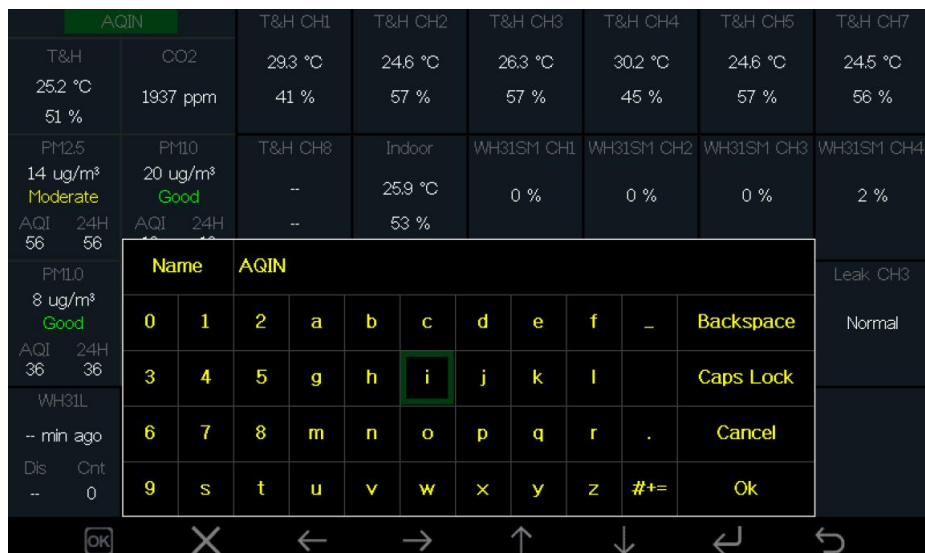 AQIN T&H CH1 T&H CH2 T&H CH3 T&H CH4 T&H CH5 T&H CH7
T&H CO2 29.3 °C 24.6 °C 26.3 °C 30.2 °C 24.6 °C 24.5 °C
25.2 °C 1937 ppm 41 % 57 % 57 % 45 % 57 % 56 %
51 %
PM2.5 PM10 T&H CH8 Indoor WH31SM CH1 WH31SM CH2 WH31SM CH3 WH31SM CH4
14 ug/m³ 20 ug/m³ -- 25.9 °C 0 % 0 % 0 % 2 %
Moderate Good
AQI 24H AQI 24H -- 53 %
56 56
PM1.0 Leak CH3
8 ug/m³ Normal
Good
AQI 24H
36 36
WH31L
-- min ago
Dis Cnt
-- 0
Name AQIN
0 1 2 a b c d e f _ Backspace
3 4 5 g h i j k l Caps Lock
6 7 8 m n o p q r . Cancel
9 s t u v w x y z #+= Ok
OK